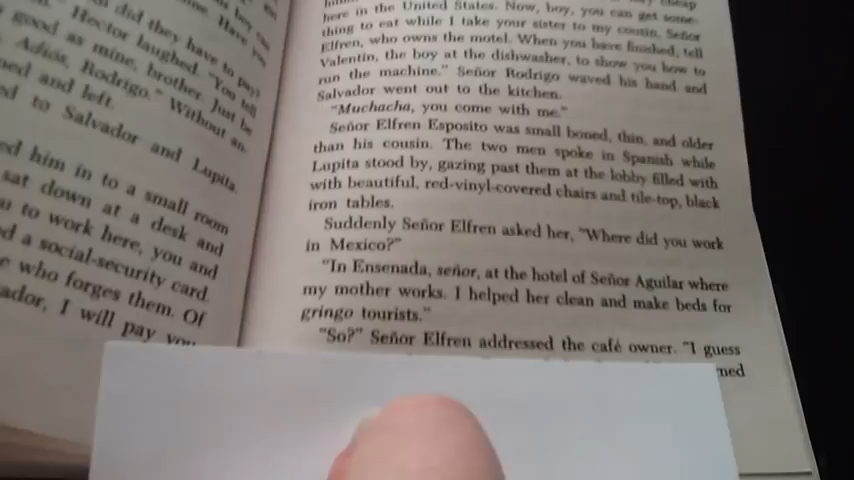 did they have to pay?
Hector laughed. "You tell
good as mine, brother. Just be
Adiós, Rodrigo." Without an-
and left.
to Salvador and Lupita
him in to a small room
sat down at a desk and
to work here, you and
a social-security card.
who forges them. Of
I will pay you
here in the United States. Now, boy, you can get some-
thing to eat while I take your sister to my cousin, Señor
Elfren, who owns the motel. When you have finished, tell
Valentin, the boy at the dishwasher, to show you how to
run the machine." Señor Rodrigo waved his hand and
Salvador went out to the kitchen.
"Muchacha, you come with me."
Señor Elfren Esposito was small boned, thin, and older
than his cousin. The two men spoke in Spanish while
Lupita stood by, gazing past them at the lobby filled with
with beautiful, red-vinyl-covered chairs and tile-top, black
iron tables.
Suddenly Señor Elfren asked her, "Where did you work
in Mexico?"
"In Ensenada, señor, at the hotel of Señor Aguilar where
my mother works. I helped her clean and make beds for
gringo tourists."
"So?" Señor Elfren addressed the café owner. "I guess